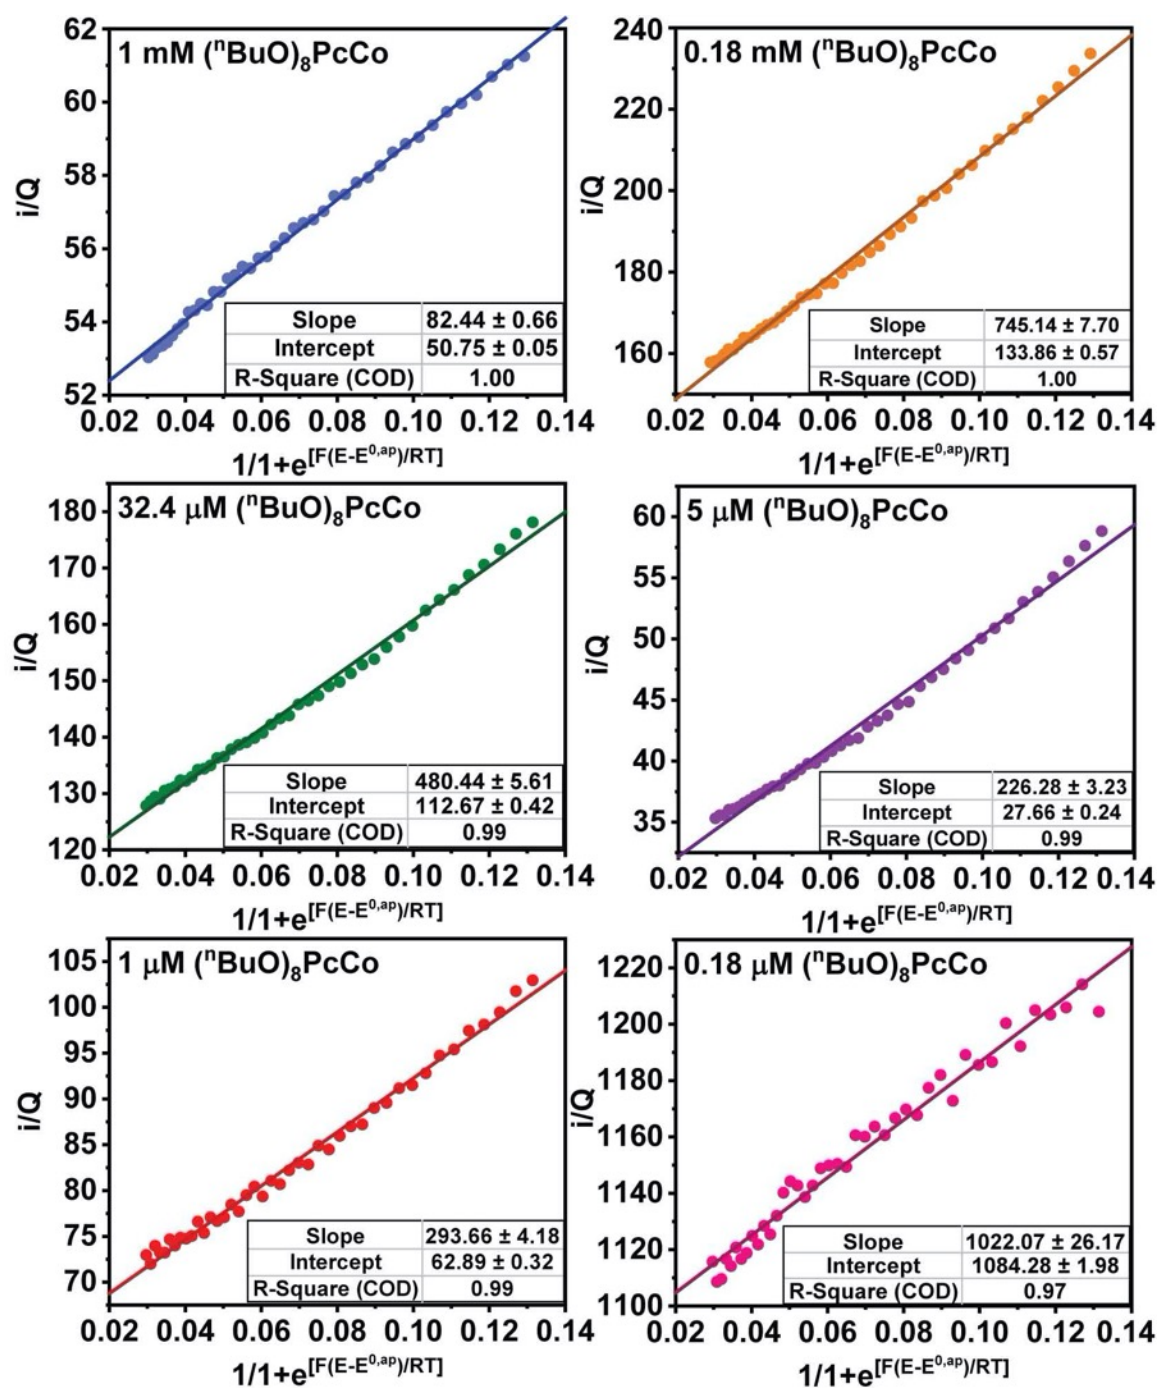 1 mM (ⁿBuO)₈PcCo
62
60
58
56
54
52
i/Q
Slope 82.44 ± 0.66
Intercept 50.75 ± 0.05
R-Square (COD) 1.00
0.02 0.04 0.06 0.08 0.10 0.12 0.14
1/1+e^[F(E-E^0,ap)/RT]
0.18 mM (ⁿBuO)₈PcCo
240
220
200
180
160
i/Q
Slope 745.14 ± 7.70
Intercept 133.86 ± 0.57
R-Square (COD) 1.00
0.02 0.04 0.06 0.08 0.10 0.12 0.14
1/1+e^[F(E-E^0,ap)/RT]
32.4 μM (ⁿBuO)₈PcCo
180
170
160
150
140
130
120
i/Q
Slope 480.44 ± 5.61
Intercept 112.67 ± 0.42
R-Square (COD) 0.99
0.02 0.04 0.06 0.08 0.10 0.12 0.14
1/1+e^[F(E-E^0,ap)/RT]
5 μM (ⁿBuO)₈PcCo
60
55
50
45
40
35
i/Q
Slope 226.28 ± 3.23
Intercept 27.66 ± 0.24
R-Square (COD) 0.99
0.02 0.04 0.06 0.08 0.10 0.12 0.14
1/1+e^[F(E-E^0,ap)/RT]
1 μM (ⁿBuO)₈PcCo
105
100
95
90
85
80
75
70
i/Q
Slope 293.66 ± 4.18
Intercept 62.89 ± 0.32
R-Square (COD) 0.99
0.02 0.04 0.06 0.08 0.10 0.12 0.14
1/1+e^[F(E-E^0,ap)/RT]
0.18 μM (ⁿBuO)₈PcCo
1220
1200
1180
1160
1140
1120
1100
i/Q
Slope 1022.07 ± 26.17
Intercept 1084.28 ± 1.98
R-Square (COD) 0.97
0.02 0.04 0.06 0.08 0.10 0.12 0.14
1/1+e^[F(E-E^0,ap)/RT]